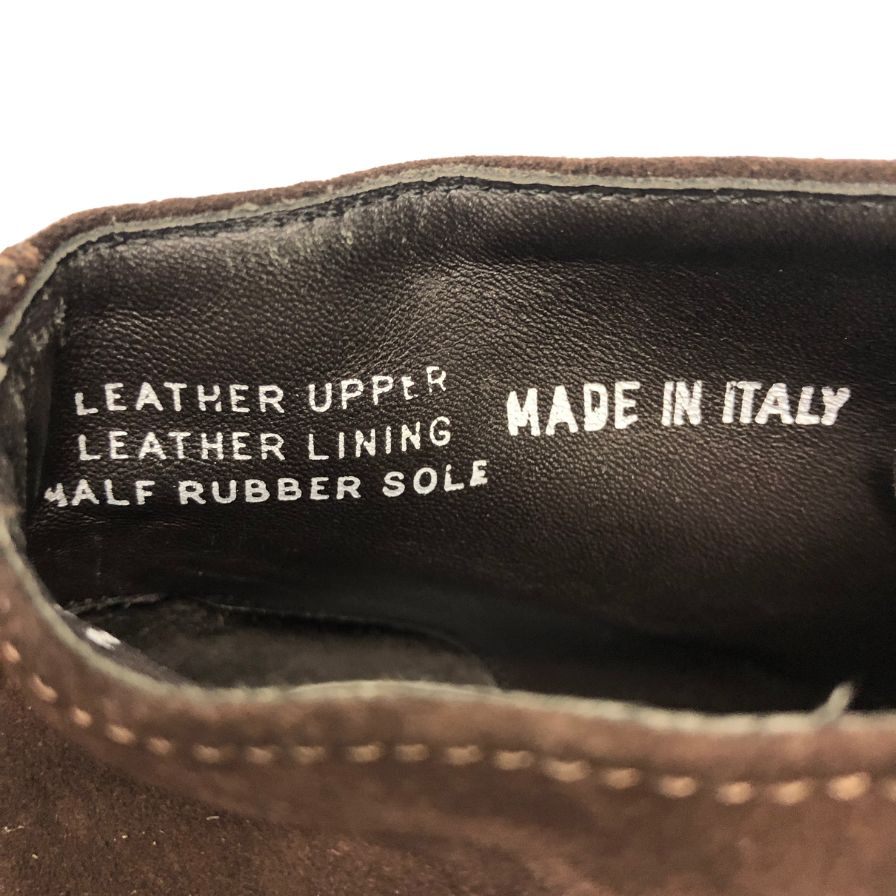 LEATHER UPPER
LEATHER LINING
HALF RUBBER SOLE
MADE IN ITALY